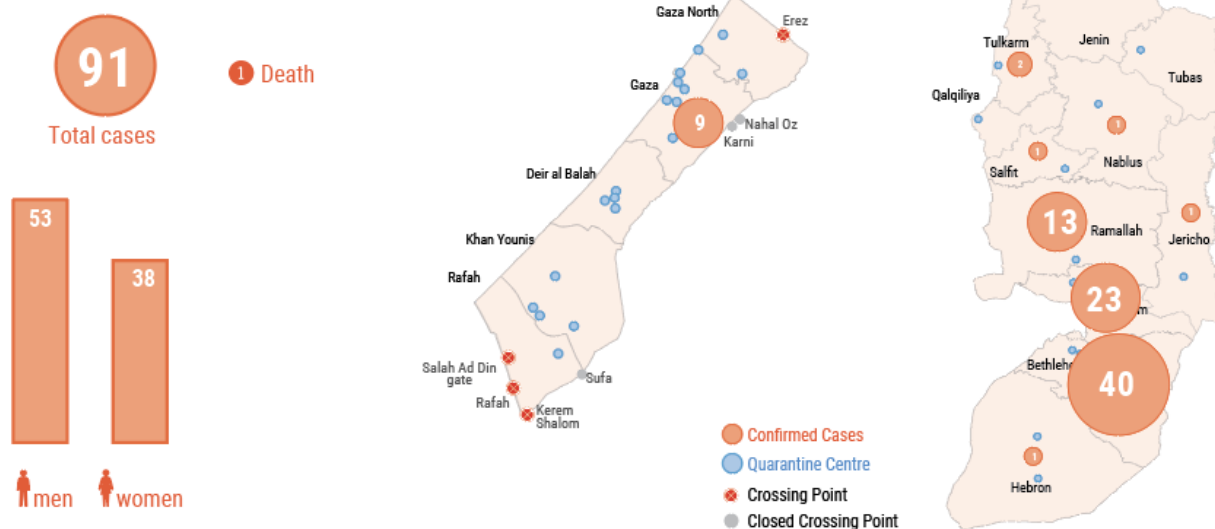 91
Total cases
1 Death
53
38
men
women
Gaza North
Erez
Gaza
9
Nahal Oz
Karni
Deir al Balah
Khan Younis
Rafah
Salah Ad Din
gate
Rafah
Kerem
Shalom
Sufa
Confirmed Cases
Quarantine Centre
Crossing Point
Closed Crossing Point
Jenin
Tulkarm
2
Tubas
Qalqiliya
1
Nablus
1
Salfit
13
Ramallah
1
Jericho
23
m
Bethlehe
40
1
Hebron